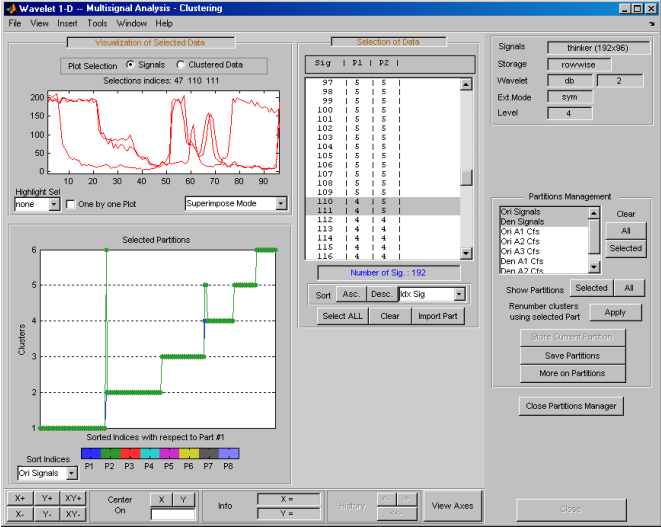 Wavelet 1-D -- Multisignal Analysis - Clustering
File View Insert Tools Window Help
Visualization of Selected Data
Plot Selection Signals Clustered Data
Selections indices: 47 110 111
200
150
100
50
0
10 20 30 40 50 60 70 80 90
Highlight Sel
none One by one Plot Superimpose Mode
Selected Partitions
6
5
4
3
2
1
Clusters
Sorted Indices with respect to Part #1
Sort Indices
Ori Signals
P1 P2 P3 P4 P5 P6 P7 P8
Selection of Data
Sig | P1 | P2 |
97 | 5 | 5 |
98 | 5 | 5 |
99 | 5 | 5 |
100 | 5 | 5 |
101 | 5 | 5 |
102 | 5 | 5 |
103 | 5 | 5 |
104 | 5 | 5 |
105 | 5 | 5 |
106 | 5 | 5 |
107 | 5 | 5 |
108 | 5 | 5 |
109 | 5 | 5 |
110 | 4 | 5 |
111 | 4 | 5 |
112 | 4 | 4 |
113 | 4 | 4 |
114 | 4 | 4 |
115 | 4 | 4 |
116 | 4 | 4 |
Number of Sig. : 192
Sort Asc. Desc. Idx Sig
Select ALL Clear Import Part
Signals thinker (192x96)
Storage rowwise
Wavelet db 2
Ext Mode sym
Level 4
Partitions Management
Ori Signals
Den Signals
Ori A1 Cfs
Ori A2 Cfs
Ori A3 Cfs
Den A1 Cfs
Den A2 Cfs
Clear
All
Selected
Show Partitions Selected All
Renumber clusters
using selected Part Apply
Store Current Partition
Save Partitions
More on Partitions
Close Partitions Manager
X+ Y+ XY+
X- Y- XY-
Center
On
X Y
Info
X =
Y =
History
<- ->
<<-
View Axes
Close